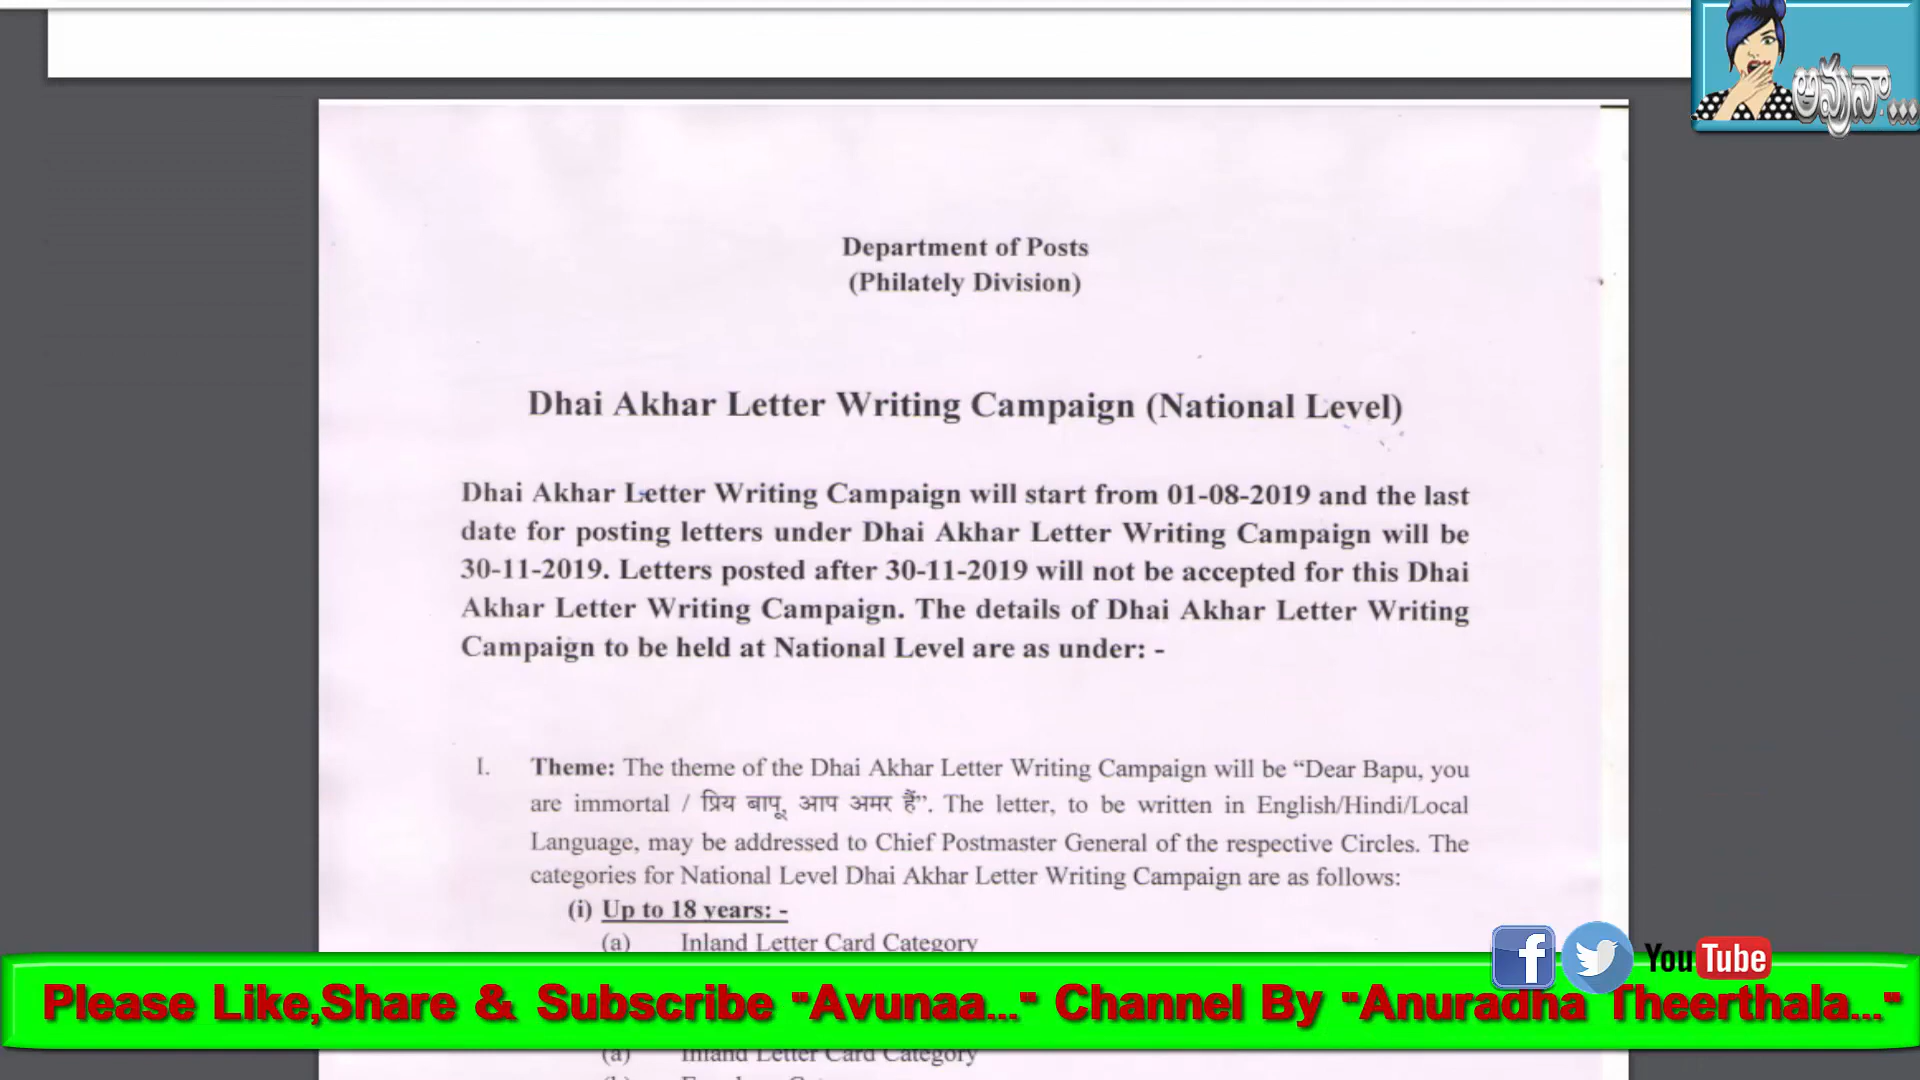 అవునా...
Department of Posts
(Philately Division)
Dhai Akhar Letter Writing Campaign (National Level)
Dhai Akhar Letter Writing Campaign will start from 01-08-2019 and the last
date for posting letters under Dhai Akhar Letter Writing Campaign will be
30-11-2019. Letters posted after 30-11-2019 will not be accepted for this Dhai
Akhar Letter Writing Campaign. The details of Dhai Akhar Letter Writing
Campaign to be held at National Level are as under: -
I. Theme: The theme of the Dhai Akhar Letter Writing Campaign will be “Dear Bapu, you
are immortal / प्रिय बापू, आप अमर हैं”. The letter, to be written in English/Hindi/Local
Language, may be addressed to Chief Postmaster General of the respective Circles. The
categories for National Level Dhai Akhar Letter Writing Campaign are as follows:
(i) Up to 18 years: -
(a) Inland Letter Card Category
f YouTube
Please Like,Share & Subscribe "Avunaa..." Channel By "Anuradha Theerthala..."
(a) Inland Letter Card Category